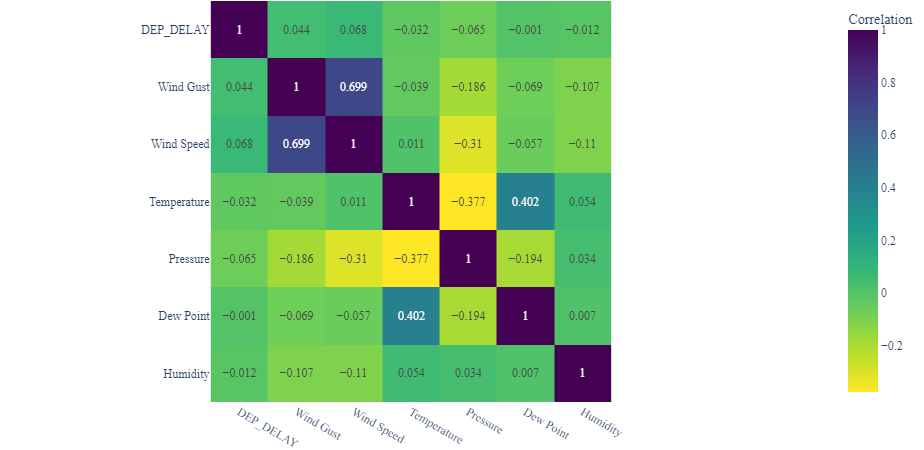 Correlation
DEP_DELAY 1 0.044 0.068 −0.032 −0.065 −0.001 −0.012
Wind Gust 0.044 1 0.699 −0.039 −0.186 −0.069 −0.107
Wind Speed 0.068 0.699 1 0.011 −0.31 −0.057 −0.11
Temperature −0.032 −0.039 0.011 1 −0.377 0.402 0.054
Pressure −0.065 −0.186 −0.31 −0.377 1 −0.194 0.034
Dew Point −0.001 −0.069 −0.057 0.402 −0.194 1 0.007
Humidity −0.012 −0.107 −0.11 0.054 0.034 0.007 1
DEP_DELAY Wind Gust Wind Speed Temperature Pressure Dew Point Humidity
1
0.8
0.6
0.4
0.2
0
−0.2